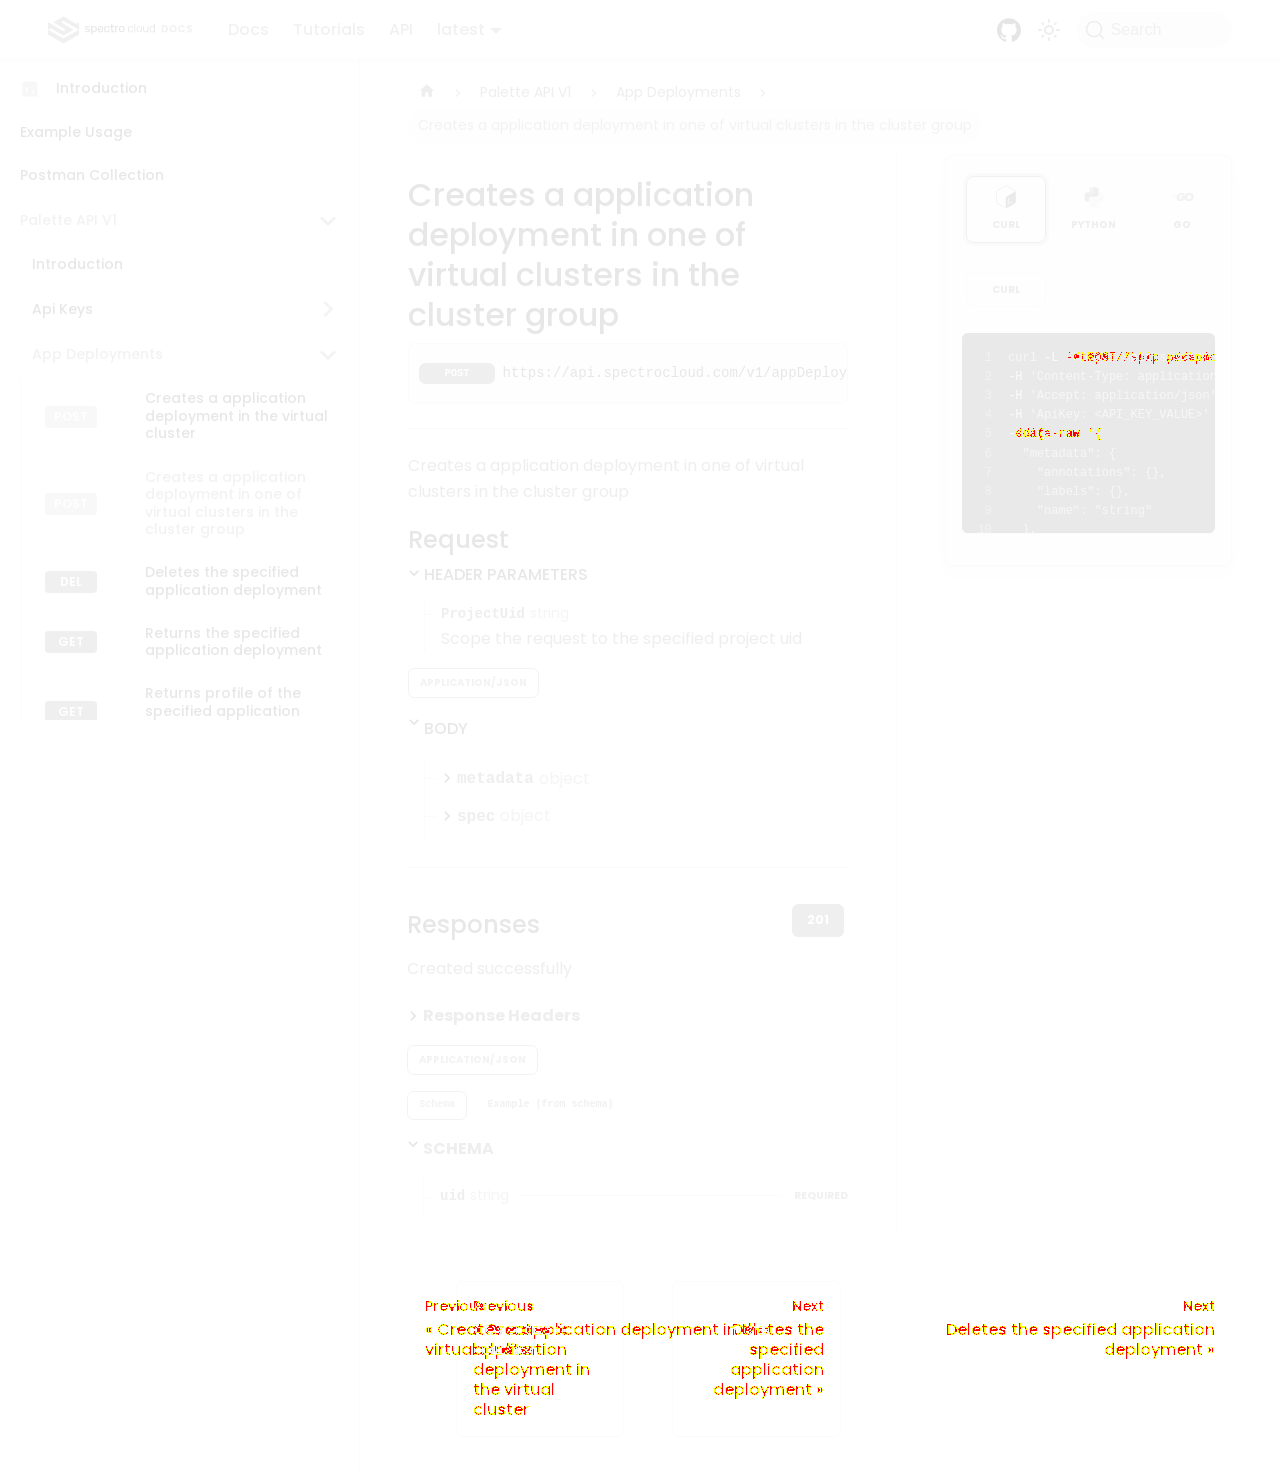 spectro cloud DOCS
Docs Tutorials API latest
Search
Introduction
Example Usage
Postman Collection
Palette API V1
Introduction
Api Keys
App Deployments
POST
Creates a application
deployment in the virtual
cluster
POST
Creates a application
deployment in one of
virtual clusters in the
cluster group
DEL
Deletes the specified
application deployment
GET
Returns the specified
application deployment
GET
Returns profile of the
specified application
Palette API V1 App Deployments
Creates a application deployment in one of virtual clusters in the cluster group
Creates a application
deployment in one of
virtual clusters in the
cluster group
POST https://api.spectrocloud.com/v1/appDeploy
Creates a application deployment in one of virtual
clusters in the cluster group
Request
HEADER PARAMETERS
ProjectUid string
Scope the request to the specified project uid
APPLICATION/JSON
BODY
metadata object
spec object
Responses
201
Created successfully
Response Headers
APPLICATION/JSON
Schema Example (from schema)
SCHEMA
uid string REQUIRED
CURL PYTHON GO
CURL
1 curl -L
2 -H 'Content-Type: application
3 -H 'Accept: application/json'
4 -H 'ApiKey: <API_KEY_VALUE>'
5 data-raw '{
6 "metadata": {
7 "annotations": {},
8 "labels": {},
9 "name": "string"
10 },
Previous
Previous
Next
Next
deployment in
the virtual
cluster
Deletes the
specified
application
deployment »
Deletes the specified application
deployment »